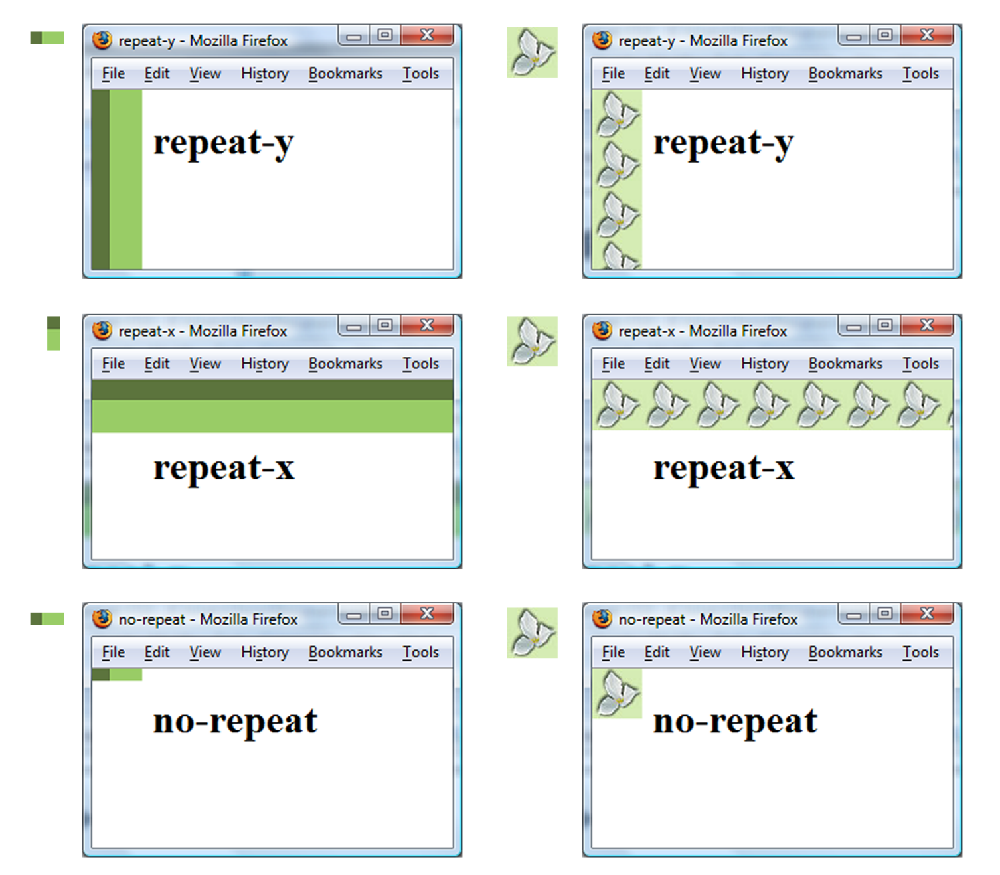 repeat-y - Mozilla Firefox
File Edit View History Bookmarks Tools
repeat-y
repeat-y - Mozilla Firefox
File Edit View History Bookmarks Tools
repeat-y
repeat-x - Mozilla Firefox
File Edit View History Bookmarks Tools
repeat-x
repeat-x - Mozilla Firefox
File Edit View History Bookmarks Tools
repeat-x
no-repeat - Mozilla Firefox
File Edit View History Bookmarks Tools
no-repeat
no-repeat - Mozilla Firefox
File Edit View History Bookmarks Tools
no-repeat